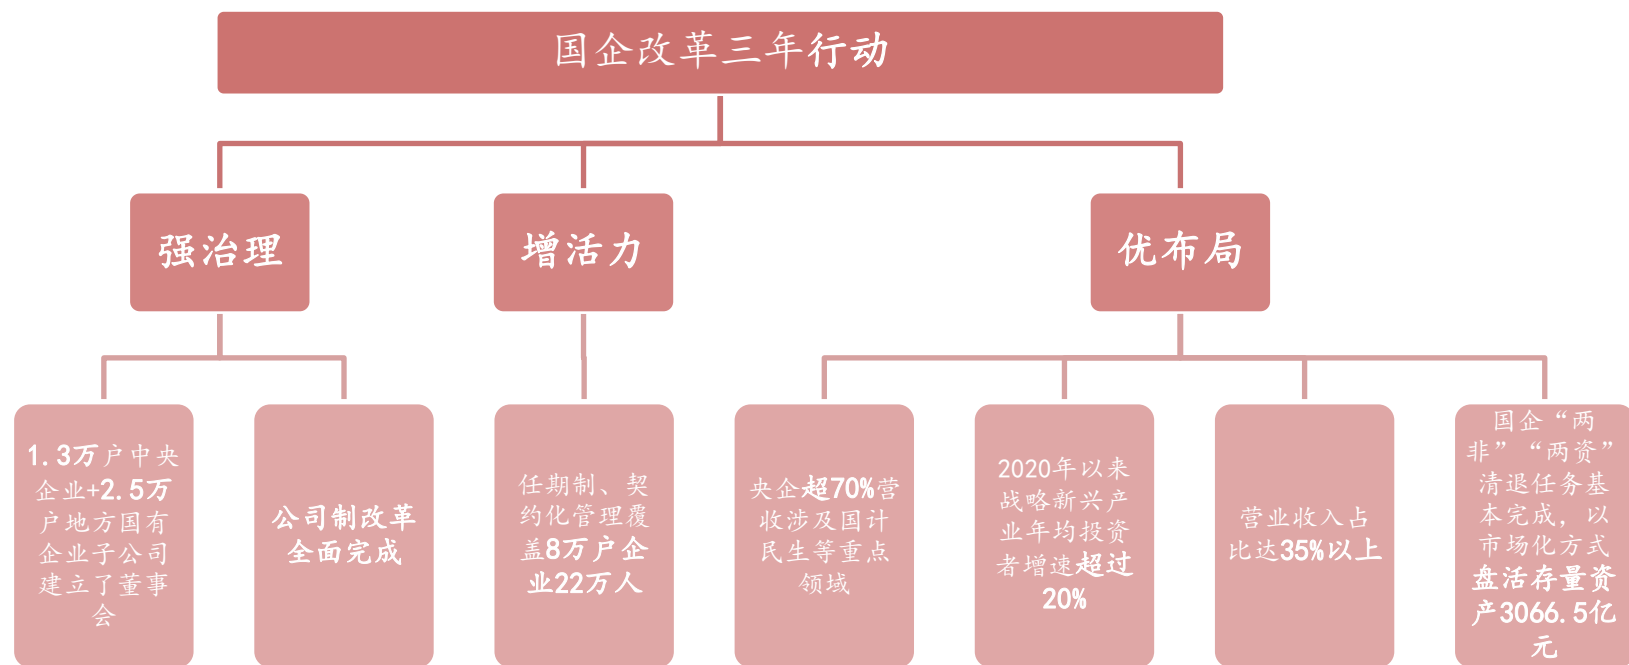 国企改革三年行动
强治理
增活力
优布局
1.3万户中央
企业+2.5万
户地方国有
企业子公司
建立了董事
会
公司制改革
全面完成
任期制、契
约化管理覆
盖8万户企
业22万人
央企超70%营
收涉及国计
民生等重点
领域
2020年以来
战略新兴产
业年均投资
者增速超过
20%
营业收入占
比达35%以上
国企“两
非”“两资”
清退任务基
本完成，以
市场化方式
盘活存量资
产3066.5亿
元